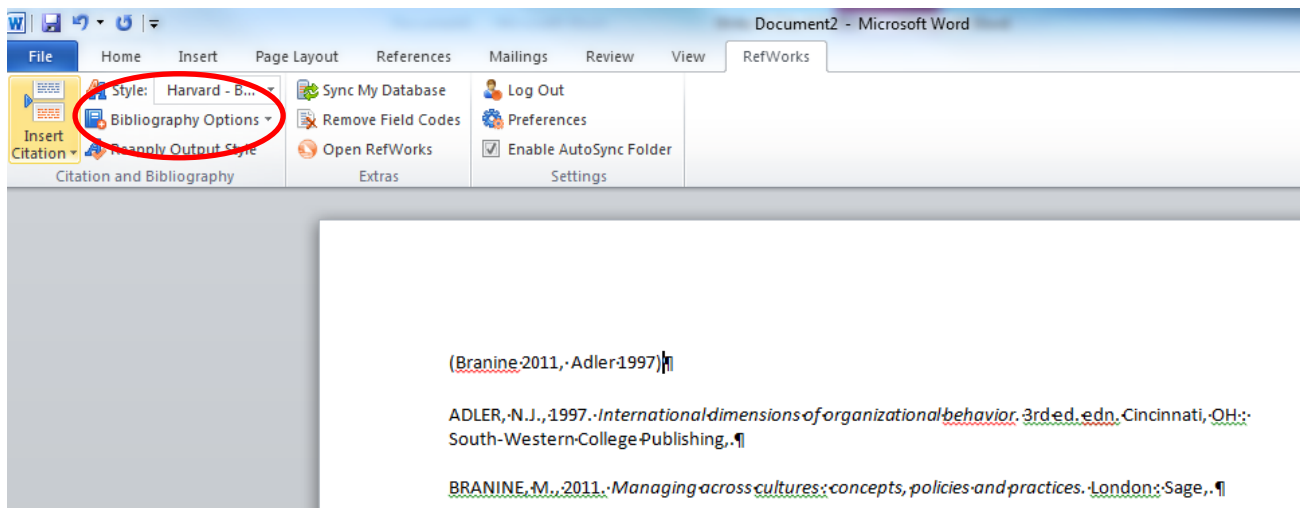 Document2 - Microsoft Word
File Home Insert Page Layout References Mailings Review View RefWorks
Style: Harvard - B... Sync My Database Log Out
Bibliography Options Remove Field Codes Preferences
Insert Citation Reapply Output Style Open RefWorks Enable AutoSync Folder
Citation and Bibliography Extras Settings
(Branine·2011,·Adler·1997)¶
ADLER,·N.J.,·1997.·International·dimensions·of·organizational·behavior.·3rd·ed.·edn.·Cincinnati,·OH·:·
South-Western·College·Publishing,.¶
BRANINE,·M.,·2011.·Managing·across·cultures·:·concepts,·policies·and·practices.·London·:·Sage,.¶